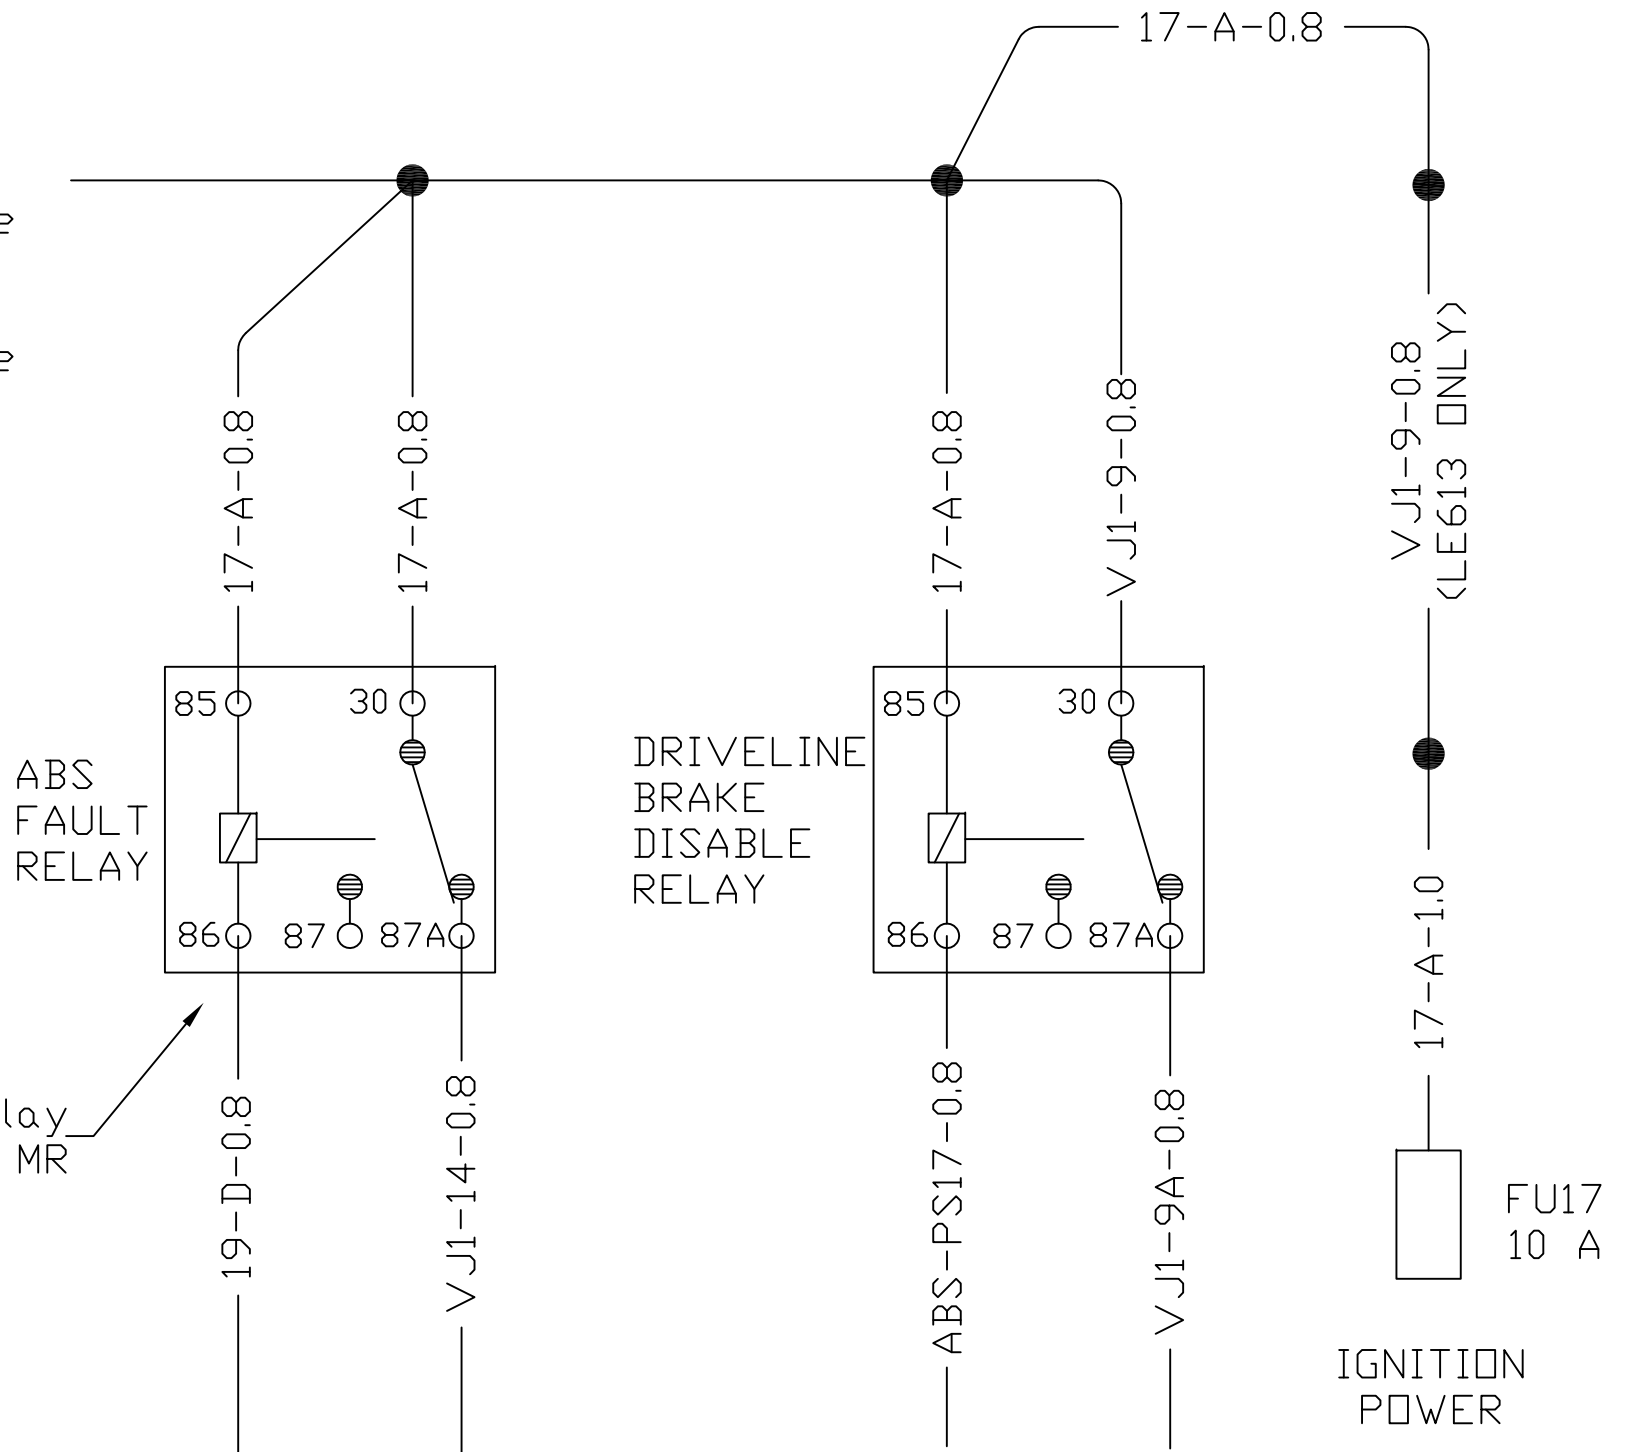 17-A-0.8
17-A-0.8
17-A-0.8
17-A-0.8
VJ1-9-0.8
VJ1-9-0.8
(LE613 ONLY)
85
30
86
87
87A
ABS
FAULT
RELAY
85
30
86
87
87A
DRIVELINE
BRAKE
DISABLE
RELAY
17-A-1.0
lay
MR
19-D-0.8
VJ1-14-0.8
ABS-PS17-0.8
VJ1-9A-0.8
FU17
10 A
IGNITION
POWER